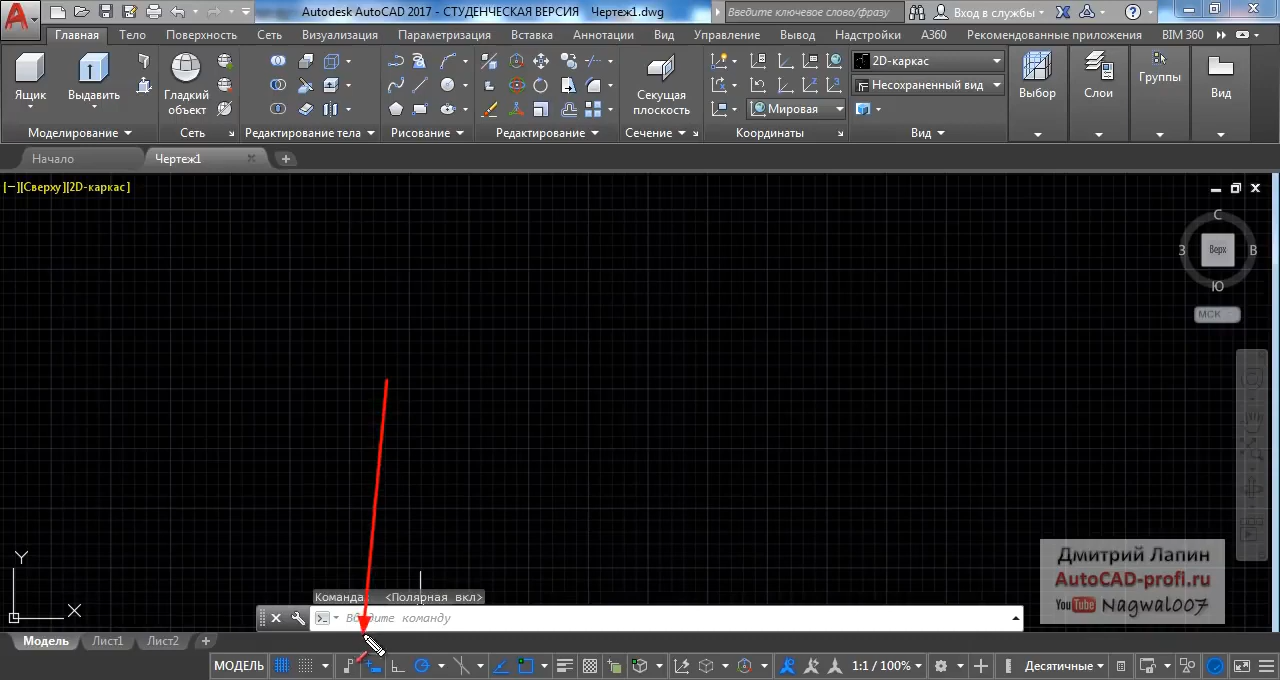 Autodesk AutoCAD 2017 - СТУДЕНЧЕСКАЯ ВЕРСИЯ Чертеж1.dwg
Введите ключевое слово/фразу
Вход в службы
Главная Тело Поверхность Сеть Визуализация Параметризация Вставка Аннотации Вид Управление Вывод Надстройки A360 Рекомендованные приложения BIM 360
Ящик Выдавить Гладкий объект Секущая плоскость
2D-каркас
Несохраненный вид
Мировая
Выбор Слои Группы Вид
Моделирование Сеть Редактирование тела Рисование Редактирование Сечение Координаты Вид
Начало Чертеж1
[−][Сверху][2D-каркас]
С
З Верх В
Ю
МСК
Y
X
Дмитрий Лапин
AutoCAD-profi.ru
YouTube Nagwal007
Команда: <Полярная вкл>
Введите команду
Модель Лист1 Лист2
МОДЕЛЬ 1:1 / 100% Десятичные